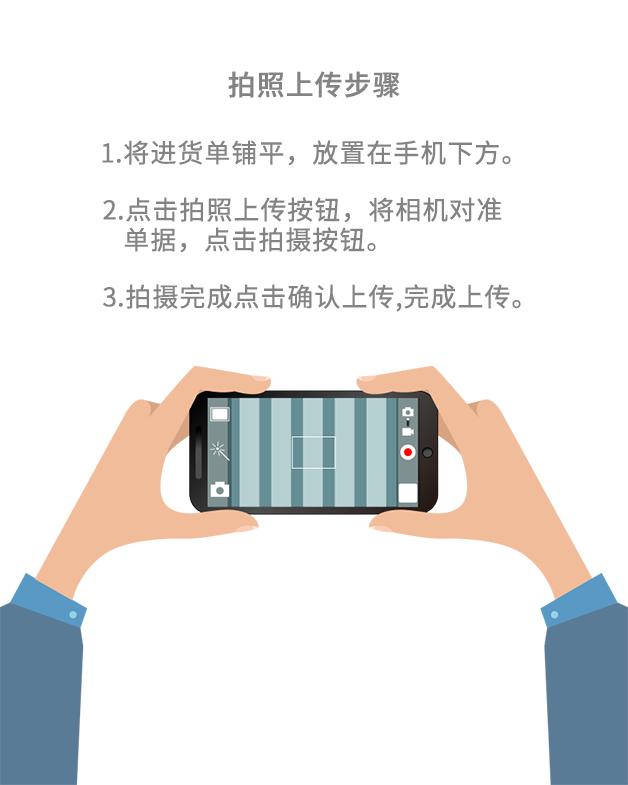 拍照上传步骤
1.将进货单铺平，放置在手机下方。
2.点击拍照上传按钮，将相机对准
单据，点击拍摄按钮。
3.拍摄完成点击确认上传,完成上传。